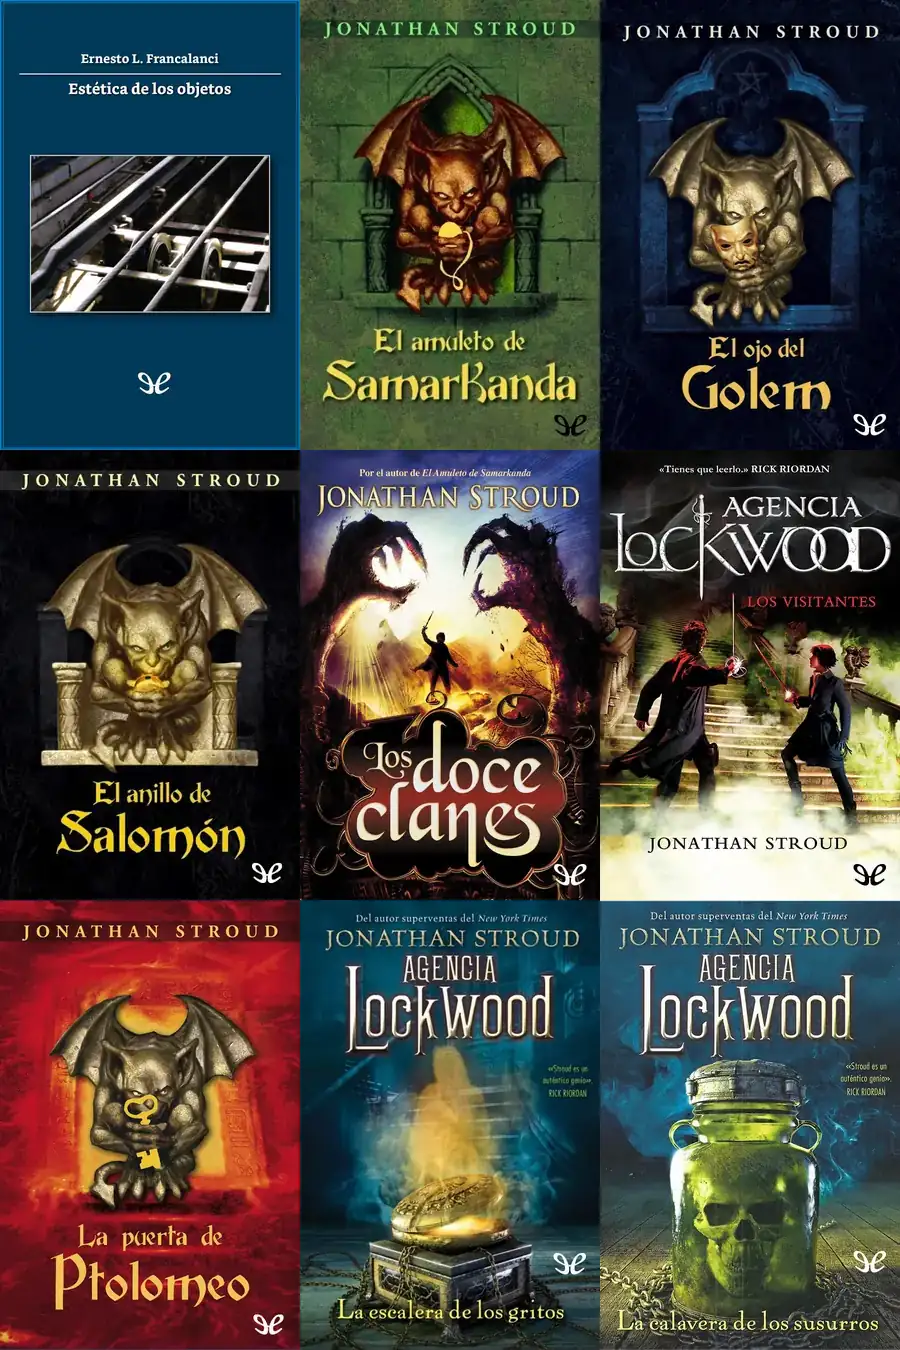 Ernesto L. Francalanci
Estética de los objetos
JONATHAN STROUD
El amuleto de
Samarkanda
JONATHAN STROUD
El ojo del
Golem
JONATHAN STROUD
El anillo de
Salomón
Por el autor de El Amuleto de Samarkanda
JONATHAN STROUD
Los doce
clanes
«Tienes que leerlo.» RICK RIORDAN
AGENCIA
LOCKWOOD
LOS VISITANTES
JONATHAN STROUD
JONATHAN STROUD
La puerta de
Ptolomeo
Del autor superventas del New York Times
JONATHAN STROUD
AGENCIA
LOCKWOOD
«Stroud es un
auténtico genio».
RICK RIORDAN
La escalera de los gritos
Del autor superventas del New York Times
JONATHAN STROUD
AGENCIA
LOCKWOOD
«Stroud es un
auténtico genio».
RICK RIORDAN
La calavera de los susurros